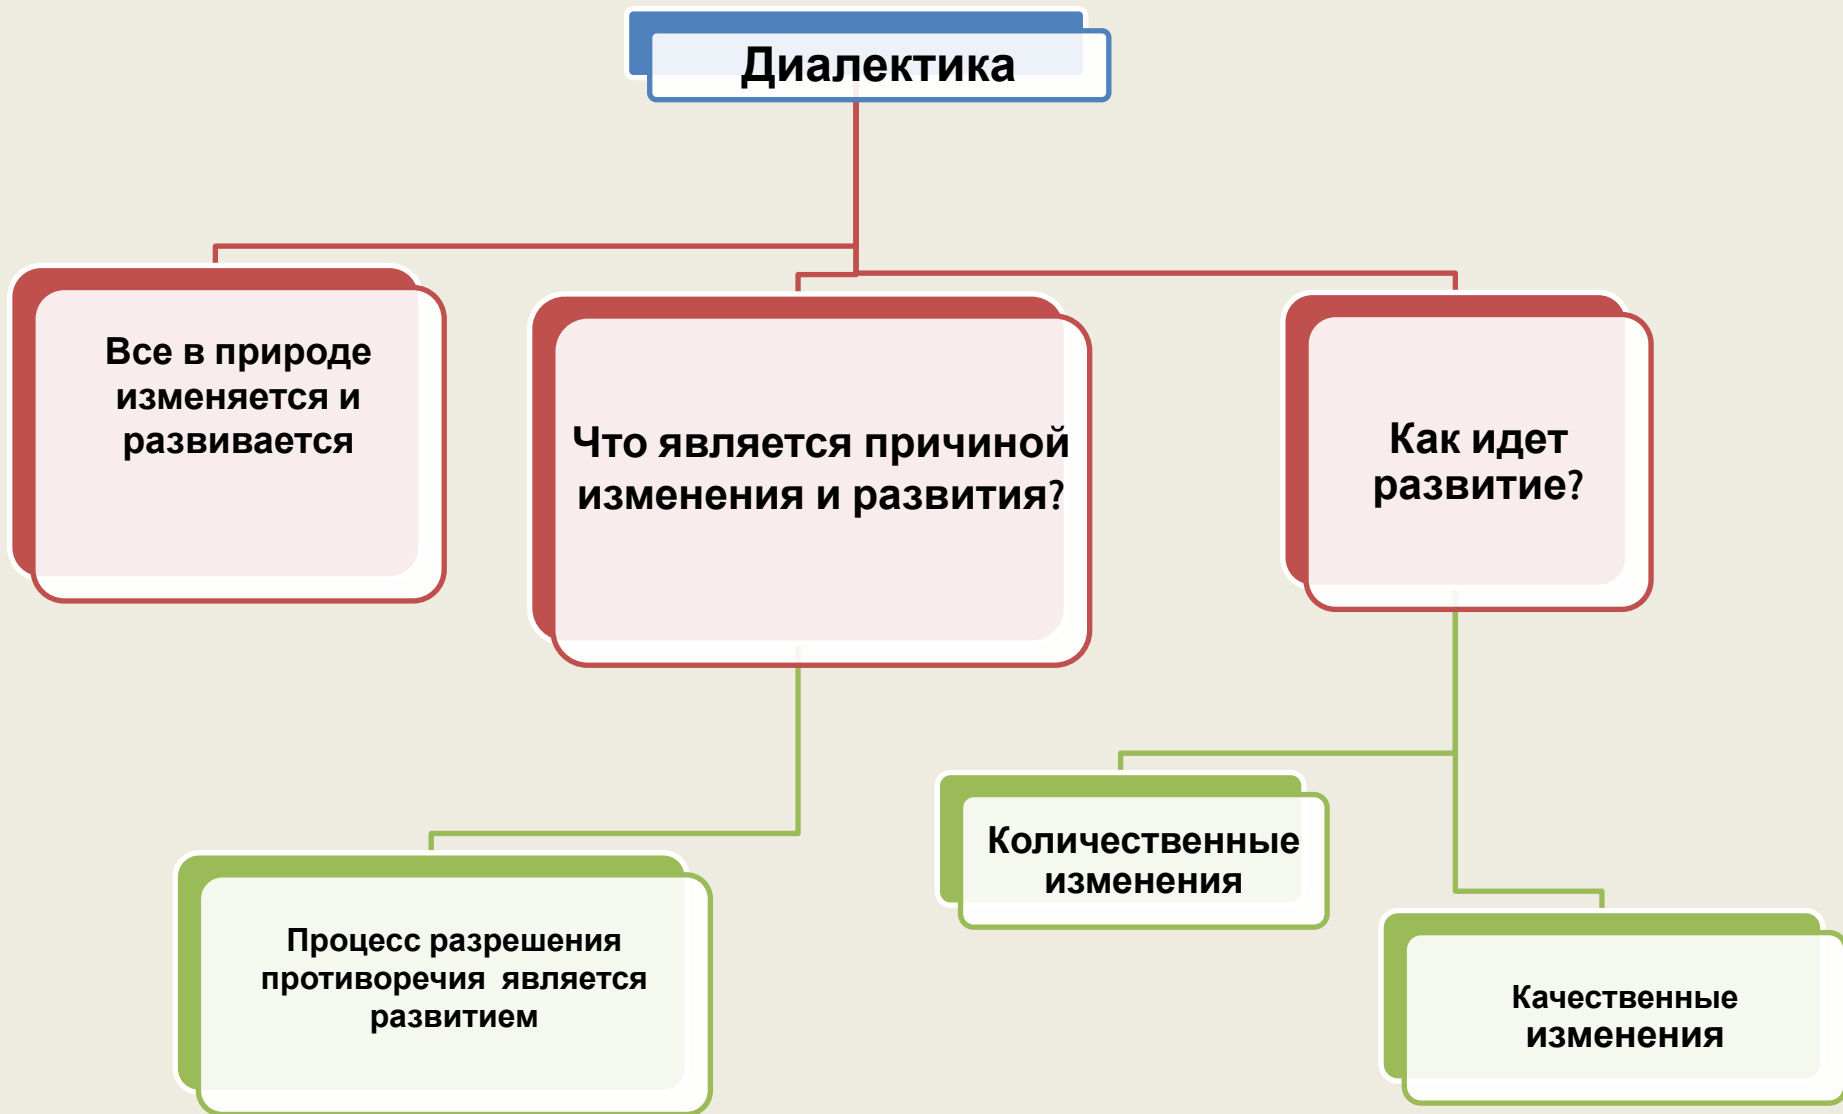 Диалектика
Все в природе
изменяется и
развивается
Что является причиной
изменения и развития?
Как идет
развитие?
Количественные
изменения
Процесс разрешения
противоречия является
развитием
Качественные
изменения